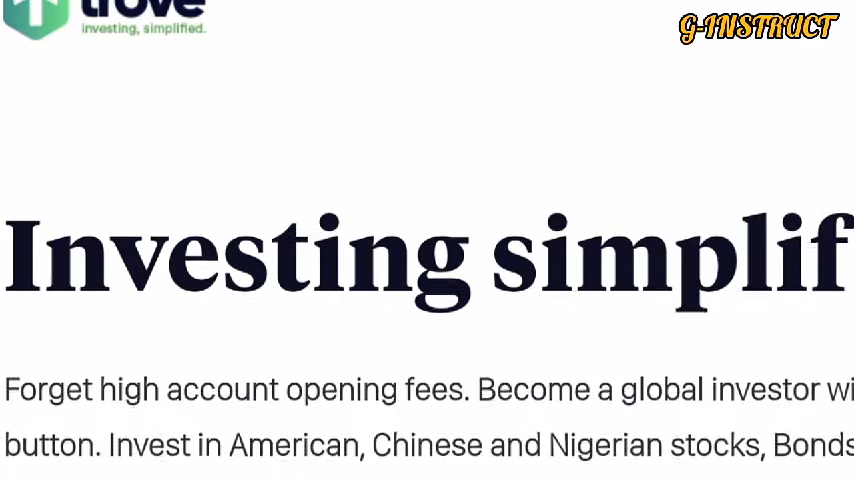 trove
investing, simplified.
G-INSTRUCT
Investing simplif
Forget high account opening fees. Become a global investor wi
button. Invest in American, Chinese and Nigerian stocks, Bonds